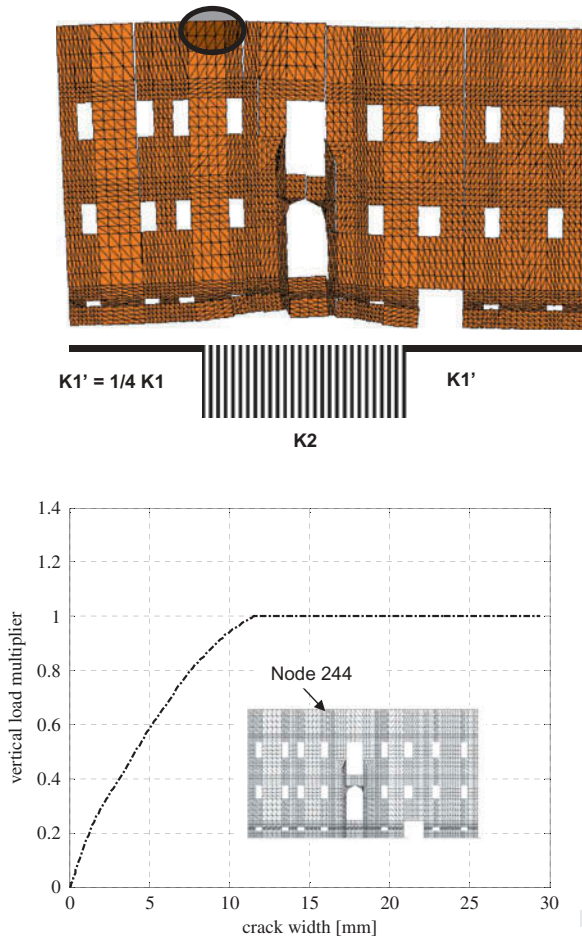 K1' = 1/4 K1
K1'
K2
1.4
1.2
1
0.8
0.6
0.4
0.2
0
vertical load multiplier
Node 244
0 5 10 15 20 25 30
crack width [mm]